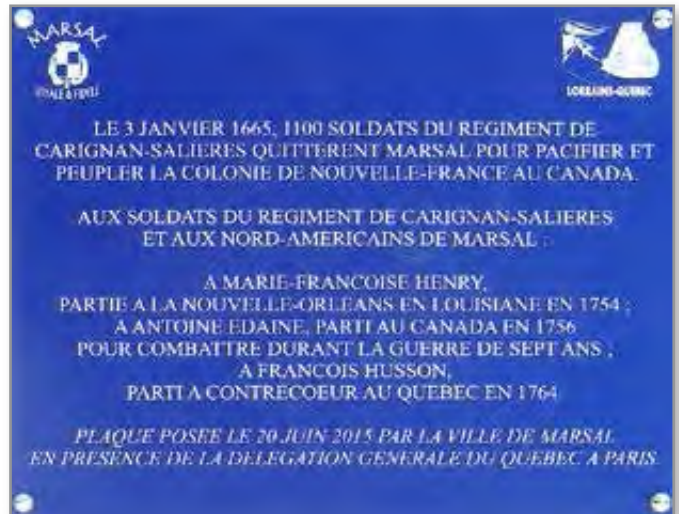 MARSAL
LOYALE & FIDELE
LORRAINE-QUEBEC
LE 3 JANVIER 1665, 1100 SOLDATS DU REGIMENT DE
CARIGNAN-SALIERES QUITTERENT MARSAL POUR PACIFIER ET
PEUPLER LA COLONIE DE NOUVELLE-FRANCE AU CANADA.
AUX SOLDATS DU REGIMENT DE CARIGNAN-SALIERES
ET AUX NORD-AMERICAINS DE MARSAL :
A MARIE-FRANCOISE HENRY,
PARTIE A LA NOUVELLE-ORLEANS EN LOUISIANE EN 1754 ;
A ANTOINE EDAINE, PARTI AU CANADA EN 1756
POUR COMBATTRE DURANT LA GUERRE DE SEPT ANS ,
A FRANCOIS HUSSON,
PARTI A CONTRECOEUR AU QUEBEC EN 1764
PLAQUE POSEE LE 20 JUIN 2015 PAR LA VILLE DE MARSAL
EN PRESENCE DE LA DELEGATION GENERALE DU QUEBEC A PARIS.